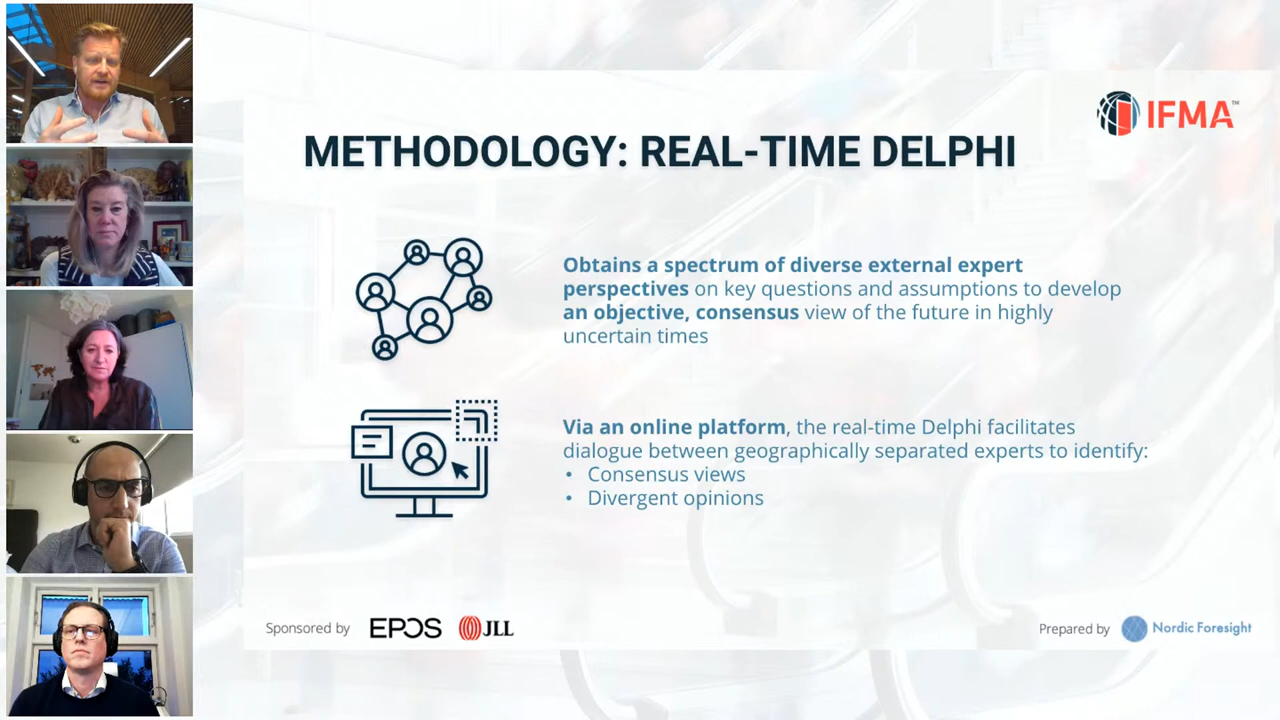 IFMA™
METHODOLOGY: REAL-TIME DELPHI
Obtains a spectrum of diverse external expert
perspectives on key questions and assumptions to develop
an objective, consensus view of the future in highly
uncertain times
Via an online platform, the real-time Delphi facilitates
dialogue between geographically separated experts to identify:
• Consensus views
• Divergent opinions
Sponsored by EPOS JLL
Prepared by Nordic Foresight